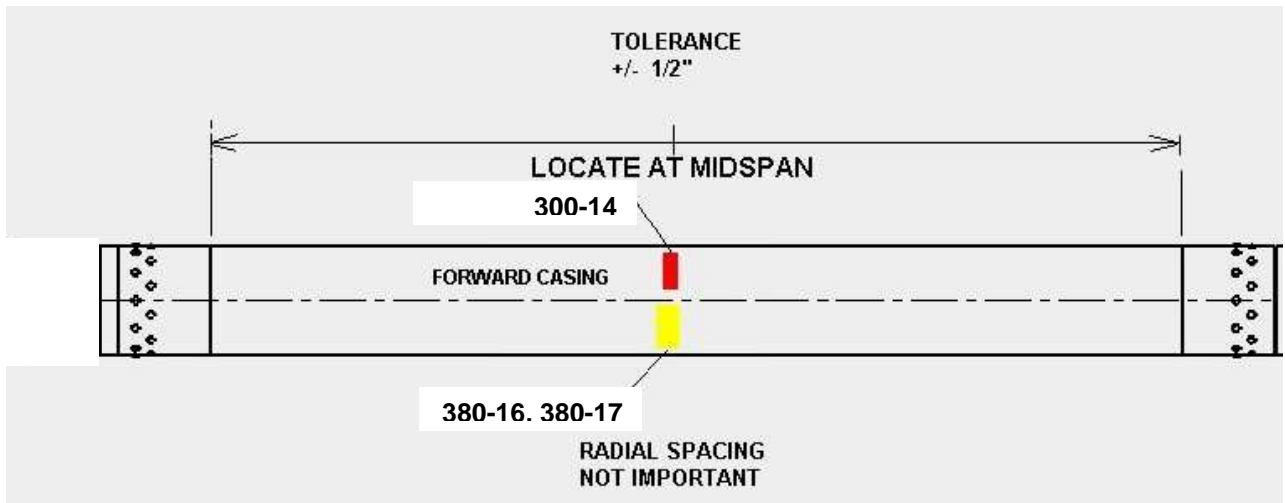 TOLERANCE
+/- 1/2"
LOCATE AT MIDSPAN
300-14
FORWARD CASING
380-16. 380-17
RADIAL SPACING
NOT IMPORTANT